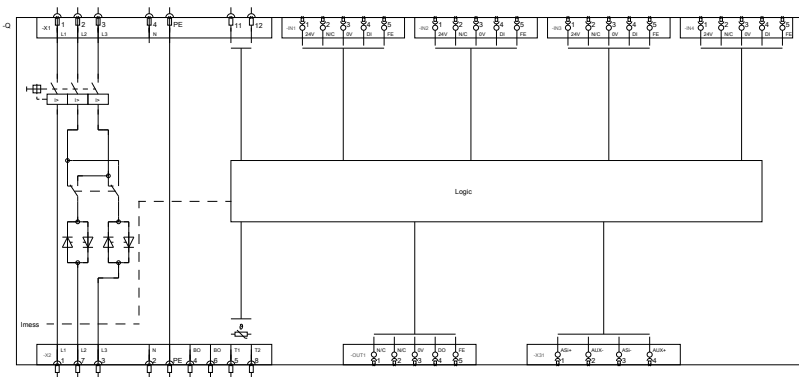 -Q
1 2 3 4 PE 11 12 1 2 3 4 5 1 2 3 4 5 1 2 3 4 5 1 2 3 4 5
-X1 L1 L2 L3 N -IN1 24V N/C 0V DI FE -IN2 24V N/C 0V DI FE -IN3 24V N/C 0V DI FE -IN4 24V N/C 0V DI FE
I> I> I>
Logic
Imess
ϑ
-X2 L1 L2 L3 N BO BO T1 T2 -OUT1 N/C N/C 0V DO FE -X31 ASi+ AUX- ASi- AUX+
1 7 3 2 PE 4 6 5 8 1 2 3 4 5 1 2 3 4